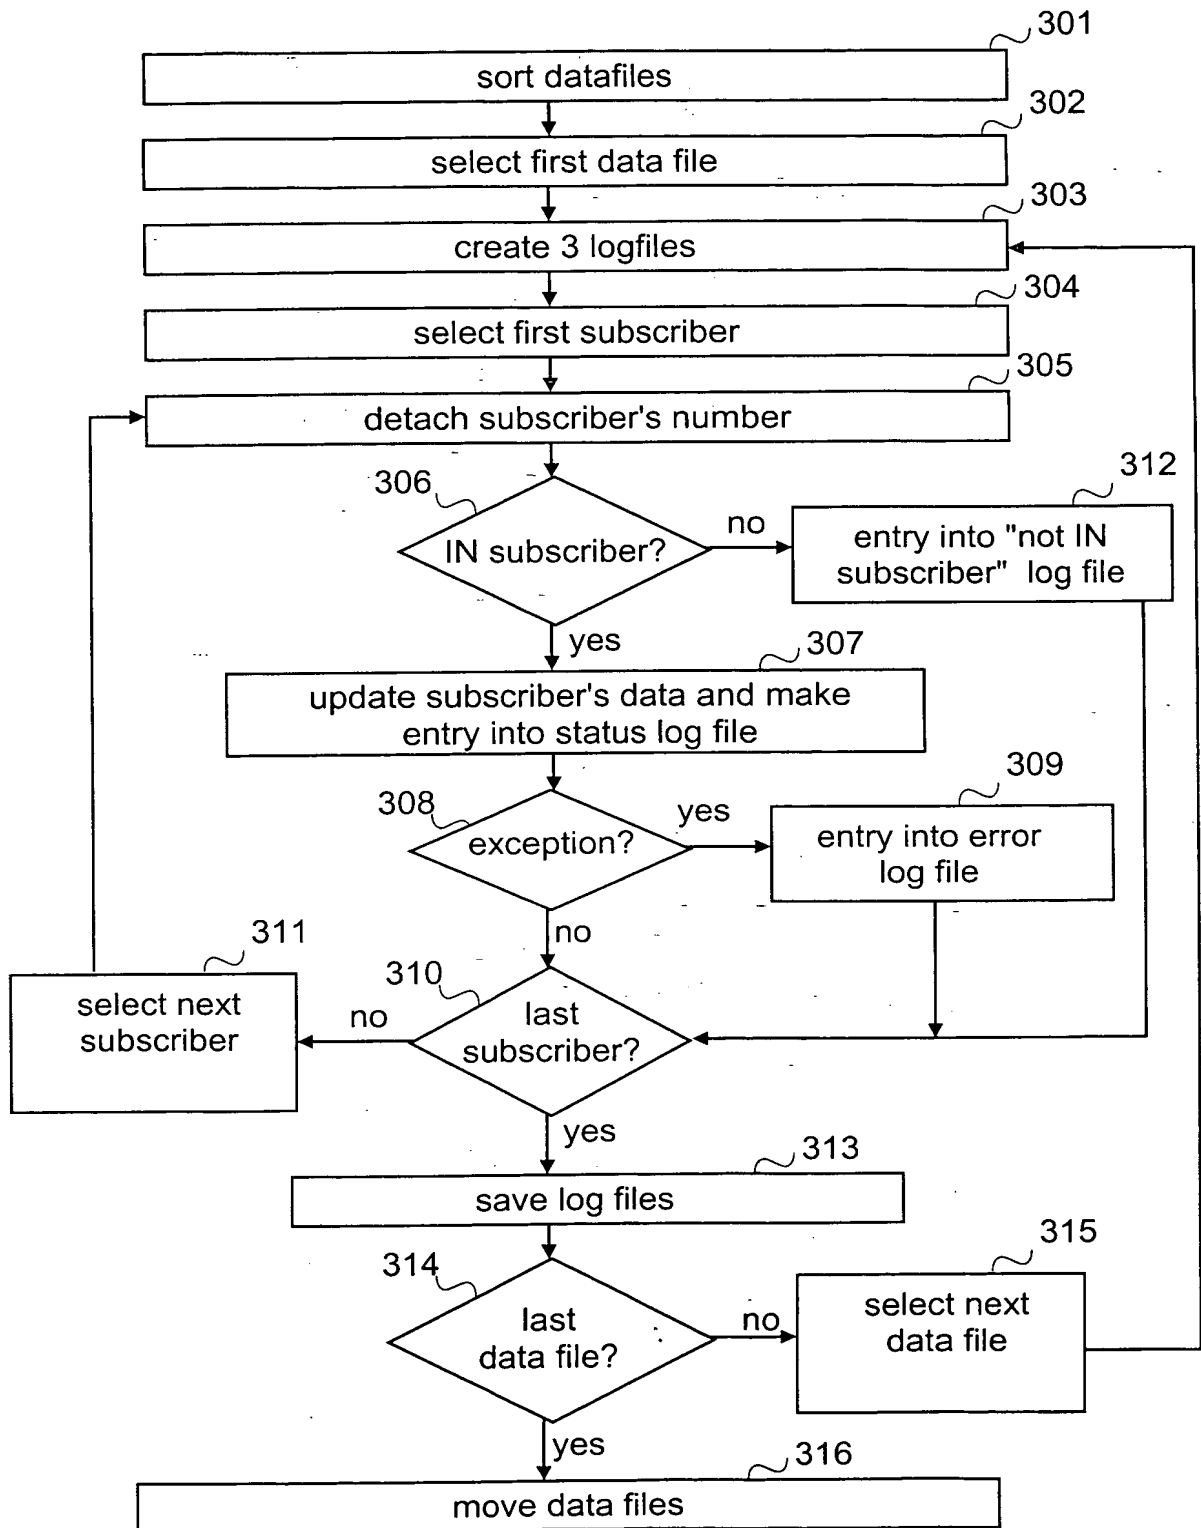 301
sort datafiles
302
select first data file
303
create 3 logfiles
304
select first subscriber
305
detach subscriber's number
306
IN subscriber?
no
312
entry into "not IN
subscriber" log file
yes
307
update subscriber's data and make
entry into status log file
308
exception?
yes
309
entry into error
log file
no
311
select next
subscriber
310
last
subscriber?
no
yes
313
save log files
314
last
data file?
no
315
select next
data file
yes
316
move data files